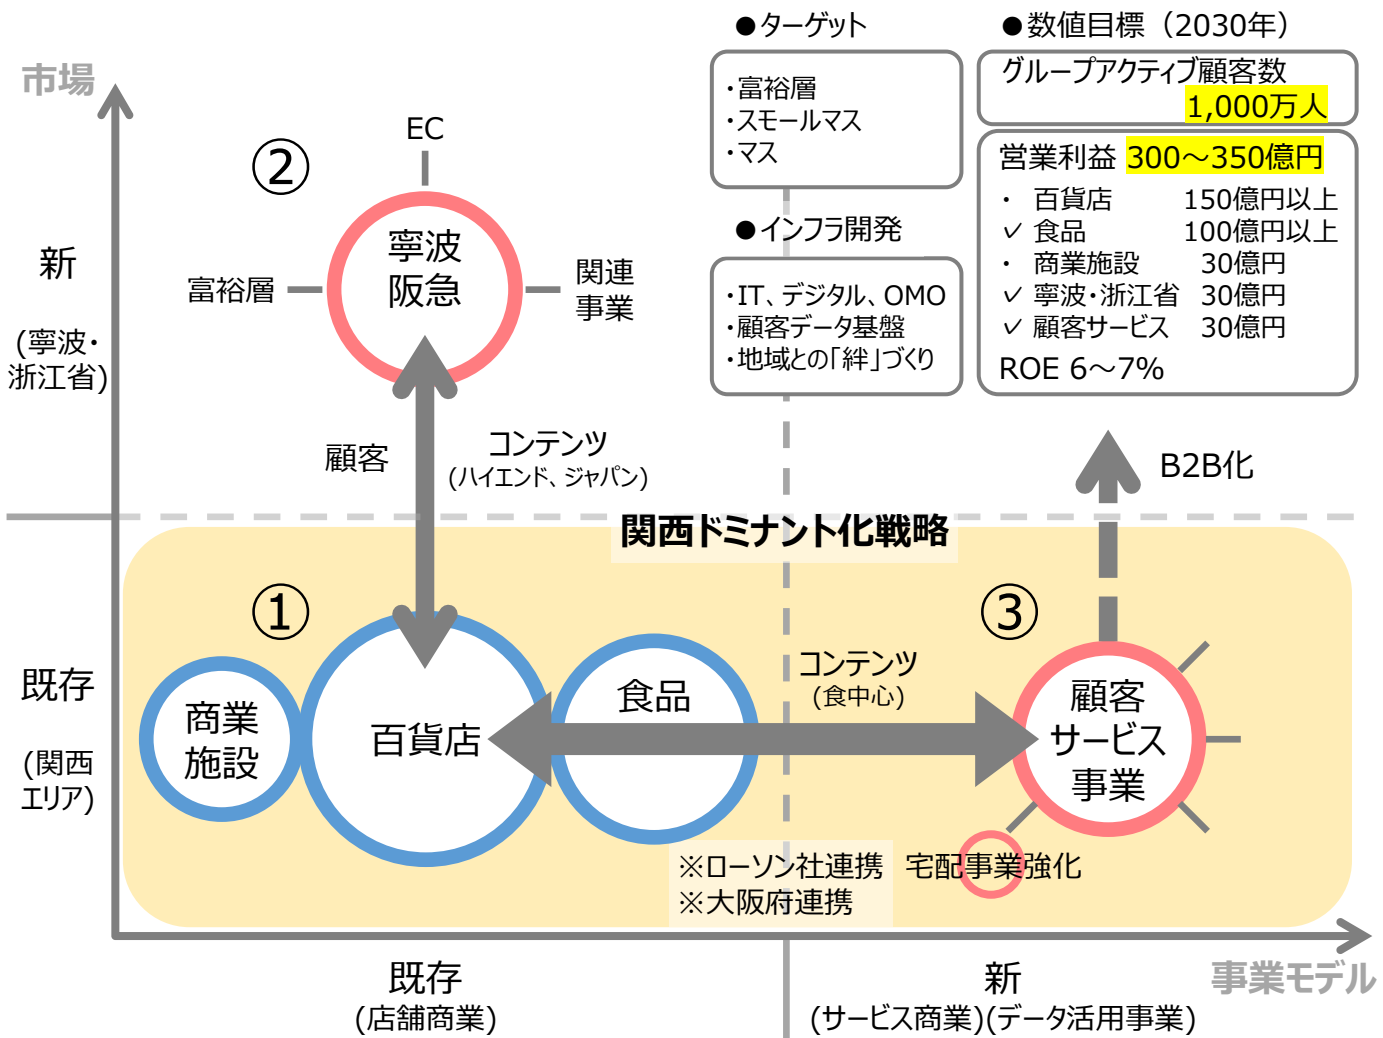 ●ターゲット
・富裕層
・スモールマス
・マス
●インフラ開発
・IT、デジタル、OMO
・顧客データ基盤
・地域との「絆」づくり
●数値目標（2030年）
グループアクティブ顧客数
1,000万人
営業利益 300～350億円
・ 百貨店 150億円以上
✓ 食品 100億円以上
・ 商業施設 30億円
✓ 寧波・浙江省 30億円
✓ 顧客サービス 30億円
ROE 6～7%
市場
新
(寧波・
浙江省)
②
EC
寧波
阪急
富裕層
関連
事業
顧客
コンテンツ
(ハイエンド、ジャパン)
B2B化
関西ドミナント化戦略
既存
(関西
エリア)
①
商業
施設
百貨店
食品
コンテンツ
(食中心)
③
顧客
サービス
事業
※ローソン社連携
※大阪府連携
宅配事業強化
既存
(店舗商業)
新
(サービス商業)(データ活用事業)
事業モデル